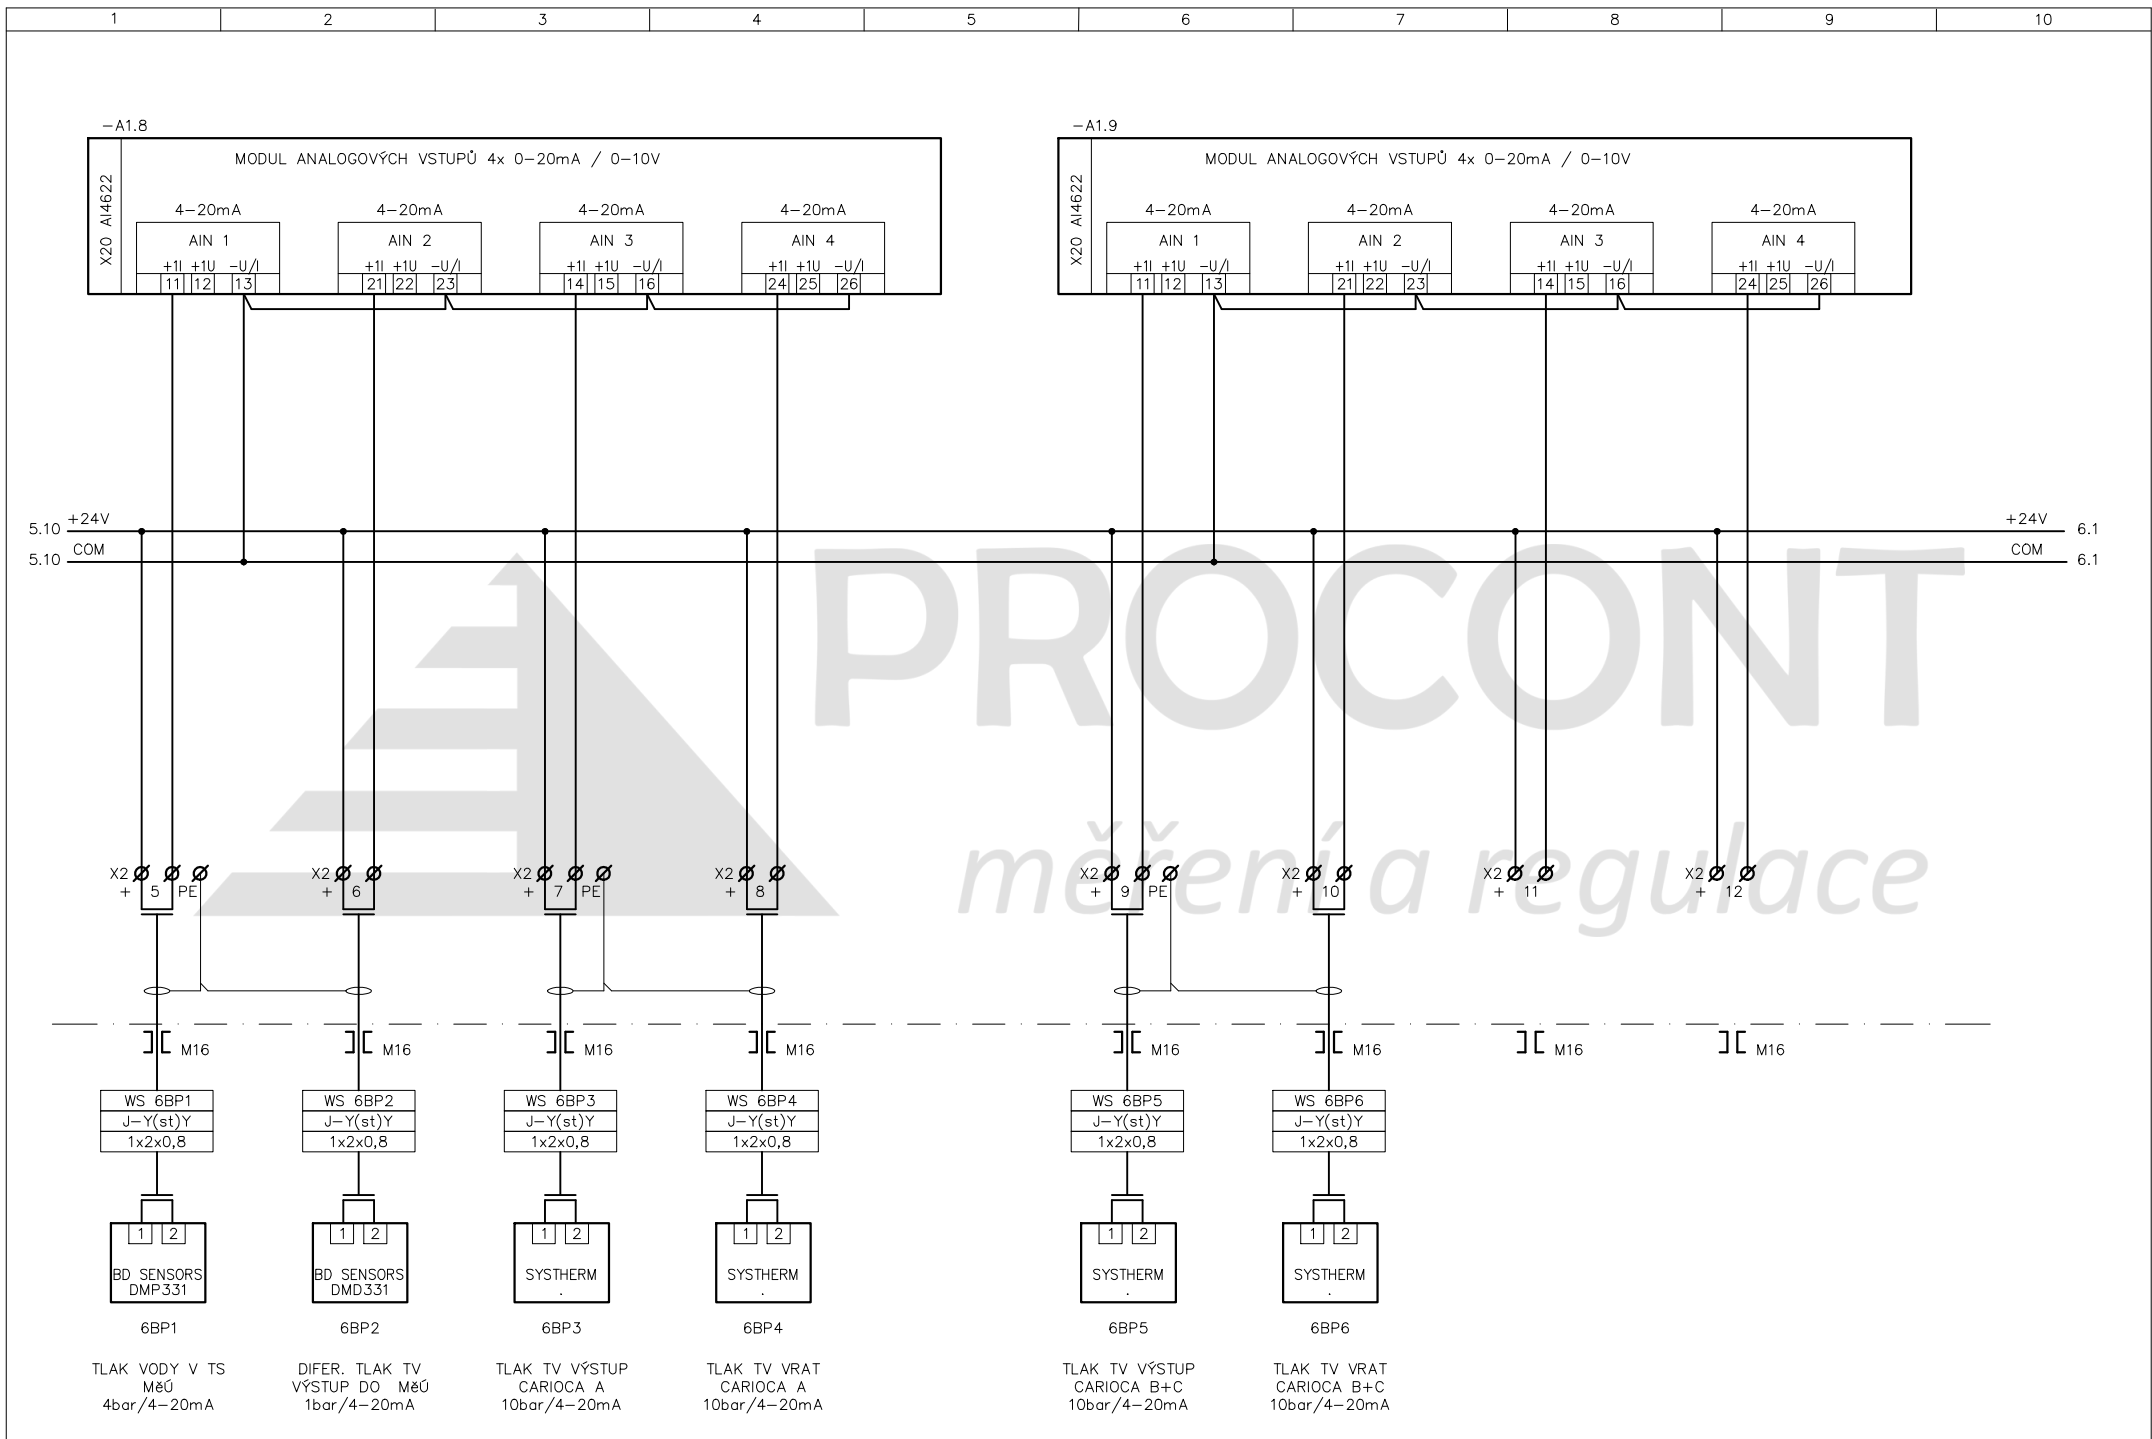 1 2 3 4 5 6 7 8 9 10
-A1.8 -A1.9
MODUL ANALOGOVÝCH VSTUPŮ 4x 0-20mA / 0-10V MODUL ANALOGOVÝCH VSTUPŮ 4x 0-20mA / 0-10V
X20 AI4622 X20 AI4622
4-20mA 4-20mA 4-20mA 4-20mA 4-20mA 4-20mA 4-20mA 4-20mA
AIN 1 AIN 2 AIN 3 AIN 4 AIN 1 AIN 2 AIN 3 AIN 4
+1I +1U -U/I +1I +1U -U/I +1I +1U -U/I +1I +1U -U/I +1I +1U -U/I +1I +1U -U/I +1I +1U -U/I +1I +1U -U/I
11 12 13 21 22 23 14 15 16 24 25 26 11 12 13 21 22 23 14 15 16 24 25 26
5.10 +24V +24V 6.1
5.10 COM COM 6.1
PROCONT
měření a regulace
X2 X2 X2 X2 X2 X2 X2 X2
+ 5 PE + 6 + 7 PE + 8 + 9 PE + 10 + 11 + 12
M16 M16 M16 M16 M16 M16 M16 M16
WS 6BP1 WS 6BP2 WS 6BP3 WS 6BP4 WS 6BP5 WS 6BP6
J-Y(st)Y J-Y(st)Y J-Y(st)Y J-Y(st)Y J-Y(st)Y J-Y(st)Y
1x2x0,8 1x2x0,8 1x2x0,8 1x2x0,8 1x2x0,8 1x2x0,8
1 2 1 2 1 2 1 2 1 2 1 2
BD SENSORS BD SENSORS SYSTHERM SYSTHERM SYSTHERM SYSTHERM
DMP331 DMD331 . . . .
6BP1 6BP2 6BP3 6BP4 6BP5 6BP6
TLAK VODY V TS DIFER. TLAK TV TLAK TV VÝSTUP TLAK TV VRAT TLAK TV VÝSTUP TLAK TV VRAT
MěÚ VÝSTUP DO MěÚ CARIOCA A CARIOCA A CARIOCA B+C CARIOCA B+C
4bar/4-20mA 1bar/4-20mA 10bar/4-20mA 10bar/4-20mA 10bar/4-20mA 10bar/4-20mA